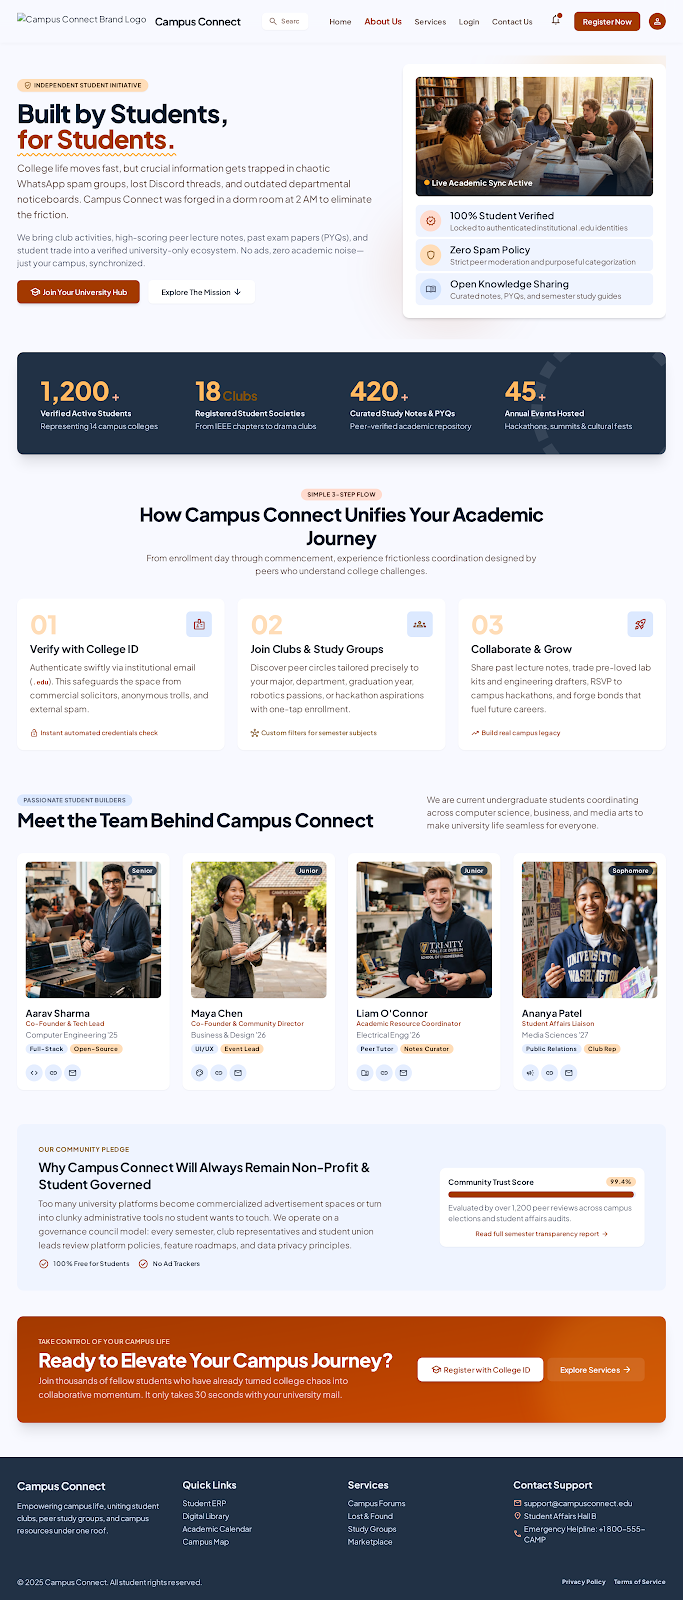 Campus Connect Brand Logo
Campus Connect
Searc
Home
About Us
Services
Login
Contact Us
Register Now
INDEPENDENT STUDENT INITIATIVE
Built by Students,
for Students.
College life moves fast, but crucial information gets trapped in chaotic
WhatsApp spam groups, lost Discord threads, and outdated departmental
noticeboards. Campus Connect was forged in a dorm room at 2 AM to eliminate
the friction.
We bring club activities, high-scoring peer lecture notes, past exam papers (PYQs), and
student trade into a verified university-only ecosystem. No ads, zero academic noise—
just your campus, synchronized.
Join Your University Hub
Explore The Mission ↓
Live Academic Sync Active
100% Student Verified
Locked to authenticated institutional .edu identities
Zero Spam Policy
Strict peer moderation and purposeful categorization
Open Knowledge Sharing
Curated notes, PYQs, and semester study guides
1,200 +
Verified Active Students
Representing 14 campus colleges
18 Clubs
Registered Student Societies
From IEEE chapters to drama clubs
420 +
Curated Study Notes & PYQs
Peer-verified academic repository
45 +
Annual Events Hosted
Hackathons, summits & cultural fests
SIMPLE 3-STEP FLOW
How Campus Connect Unifies Your Academic
Journey
From enrollment day through commencement, experience frictionless coordination designed by
peers who understand college challenges.
01
Verify with College ID
Authenticate swiftly via institutional email
(.edu). This safeguards the space from
commercial solicitors, anonymous trolls, and
external spam.
Instant automated credentials check
02
Join Clubs & Study Groups
Discover peer circles tailored precisely to
your major, department, graduation year,
robotics passions, or hackathon aspirations
with one-tap enrollment.
Custom filters for semester subjects
03
Collaborate & Grow
Share past lecture notes, trade pre-loved lab
kits and engineering drafters, RSVP to
campus hackathons, and forge bonds that
fuel future careers.
Build real campus legacy
PASSIONATE STUDENT BUILDERS
Meet the Team Behind Campus Connect
We are current undergraduate students coordinating
across computer science, business, and media arts to
make university life seamless for everyone.
Senior
Aarav Sharma
Co-Founder & Tech Lead
Computer Engineering '25
Full-Stack
Open-Source
Junior
Maya Chen
Co-Founder & Community Director
Business & Design '26
UI/UX
Event Lead
Junior
TRINITY
COLLEGE DUBLIN
SCHOOL OF ENGINEERING
Liam O'Connor
Academic Resource Coordinator
Electrical Engg '26
Peer Tutor
Notes Curator
Sophomore
UNIVERSITY OF
WASHINGTON
Ananya Patel
Student Affairs Liaison
Media Sciences '27
Public Relations
Club Rep
OUR COMMUNITY PLEDGE
Why Campus Connect Will Always Remain Non-Profit &
Student Governed
Too many university platforms become commercialized advertisement spaces or turn
into clunky administrative tools no student wants to touch. We operate on a
governance council model: every semester, club representatives and student union
leads review platform policies, feature roadmaps, and data privacy principles.
100% Free for Students
No Ad Trackers
Community Trust Score
99.4%
Evaluated by over 1,200 peer reviews across campus
elections and student affairs audits.
Read full semester transparency report →
TAKE CONTROL OF YOUR CAMPUS LIFE
Ready to Elevate Your Campus Journey?
Join thousands of fellow students who have already turned college chaos into
collaborative momentum. It only takes 30 seconds with your university mail.
Register with College ID
Explore Services →
Campus Connect
Empowering campus life, uniting student
clubs, peer study groups, and campus
resources under one roof.
Quick Links
Student ERP
Digital Library
Academic Calendar
Campus Map
Services
Campus Forums
Lost & Found
Study Groups
Marketplace
Contact Support
support@campusconnect.edu
Student Affairs Hall B
Emergency Helpline: +1 800-555-
CAMP
© 2025 Campus Connect. All student rights reserved.
Privacy Policy
Terms of Service